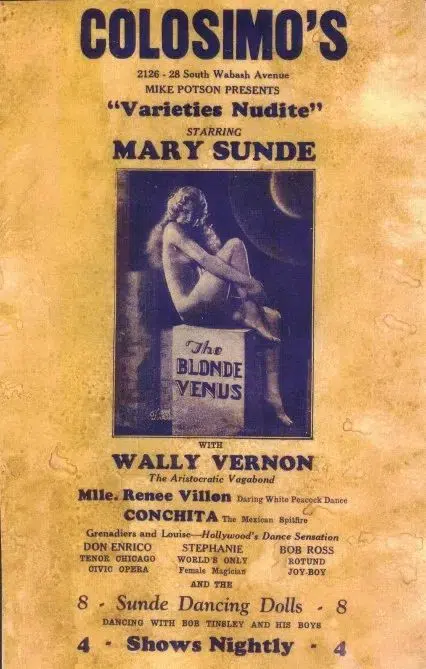 COLOSIMO'S
2126 - 28 South Wabash Avenue
MIKE POTSON PRESENTS
"Varieties Nudite"
STARRING
MARY SUNDE
The
BLONDE
VENUS
WITH
WALLY VERNON
The Aristocratic Vagabond
Mlle. Renee Villon Daring White Peacock Dance
CONCHITA The Mexican Spitfire
Grenadiers and Louise—Hollywood's Dance Sensation
DON ENRICO STEPHANIE BOB ROSS
TENOR CHICAGO WORLD'S ONLY ROTUND
CIVIC OPERA Female Magician JOY-BOY
AND THE
8 - Sunde Dancing Dolls - 8
DANCING WITH BOB TINSLEY AND HIS BOYS
4 - Shows Nightly - 4